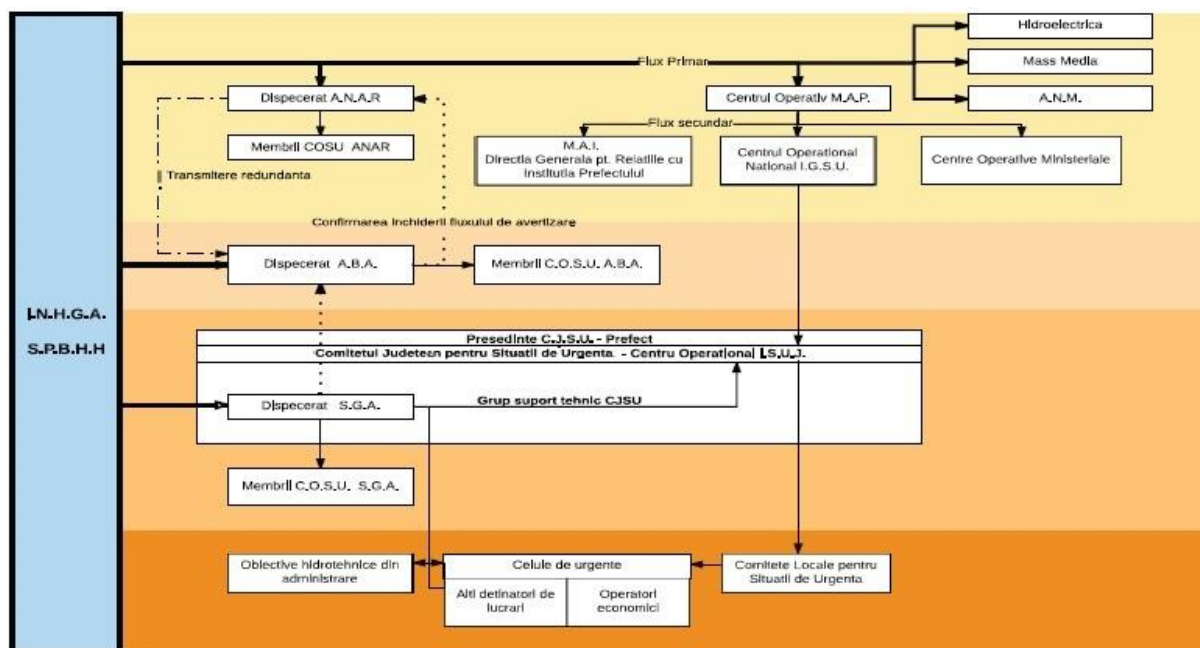 Hidroelectrica
Flux Primar
Mass Media
Dispecerat A.N.A.R
Centrul Operativ M.A.P.
A.N.M.
Flux secundar
Membrii COSU ANAR
M.A.I.
Directia Generala pt. Relatiile cu
Institutia Prefectului
Centrul Operational
National I.G.S.U.
Centre Operative Ministeriale
Transmitere redundanta
Confirmarea inchiderii fluxului de avertizare
Dispecerat A.B.A.
Membrii C.O.S.U. A.B.A.
I.N.H.G.A.
S.P.B.H.H
Presedinte C.J.S.U. - Prefect
Comitetul Judetean pentru Situatii de Urgenta - Centru Operational I.S.U.J.
Dispecerat S.G.A.
Grup suport tehnic CJSU
Membrii C.O.S.U. S.G.A.
Obiective hidrotehnice din
administrare
Celule de urgente
Comitete Locale pentru
Situatii de Urgenta
Alti detinatori de
lucrari
Operatori
economici